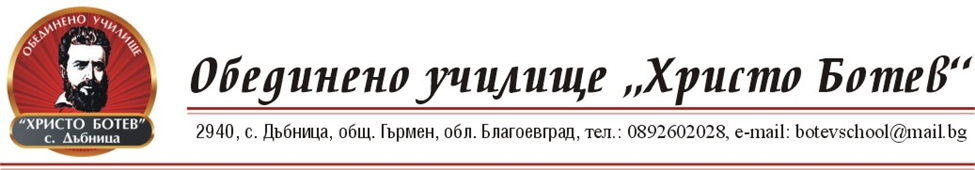 ОБЕДИНЕНО УЧИЛИЩЕ
"ХРИСТО БОТЕВ"
с. Дъбница
Обединено училище „Христо Ботев“
2940, с. Дъбница, общ. Гърмен, обл. Благоевград, тел.: 0892602028, e-mail: botevschool@mail.bg